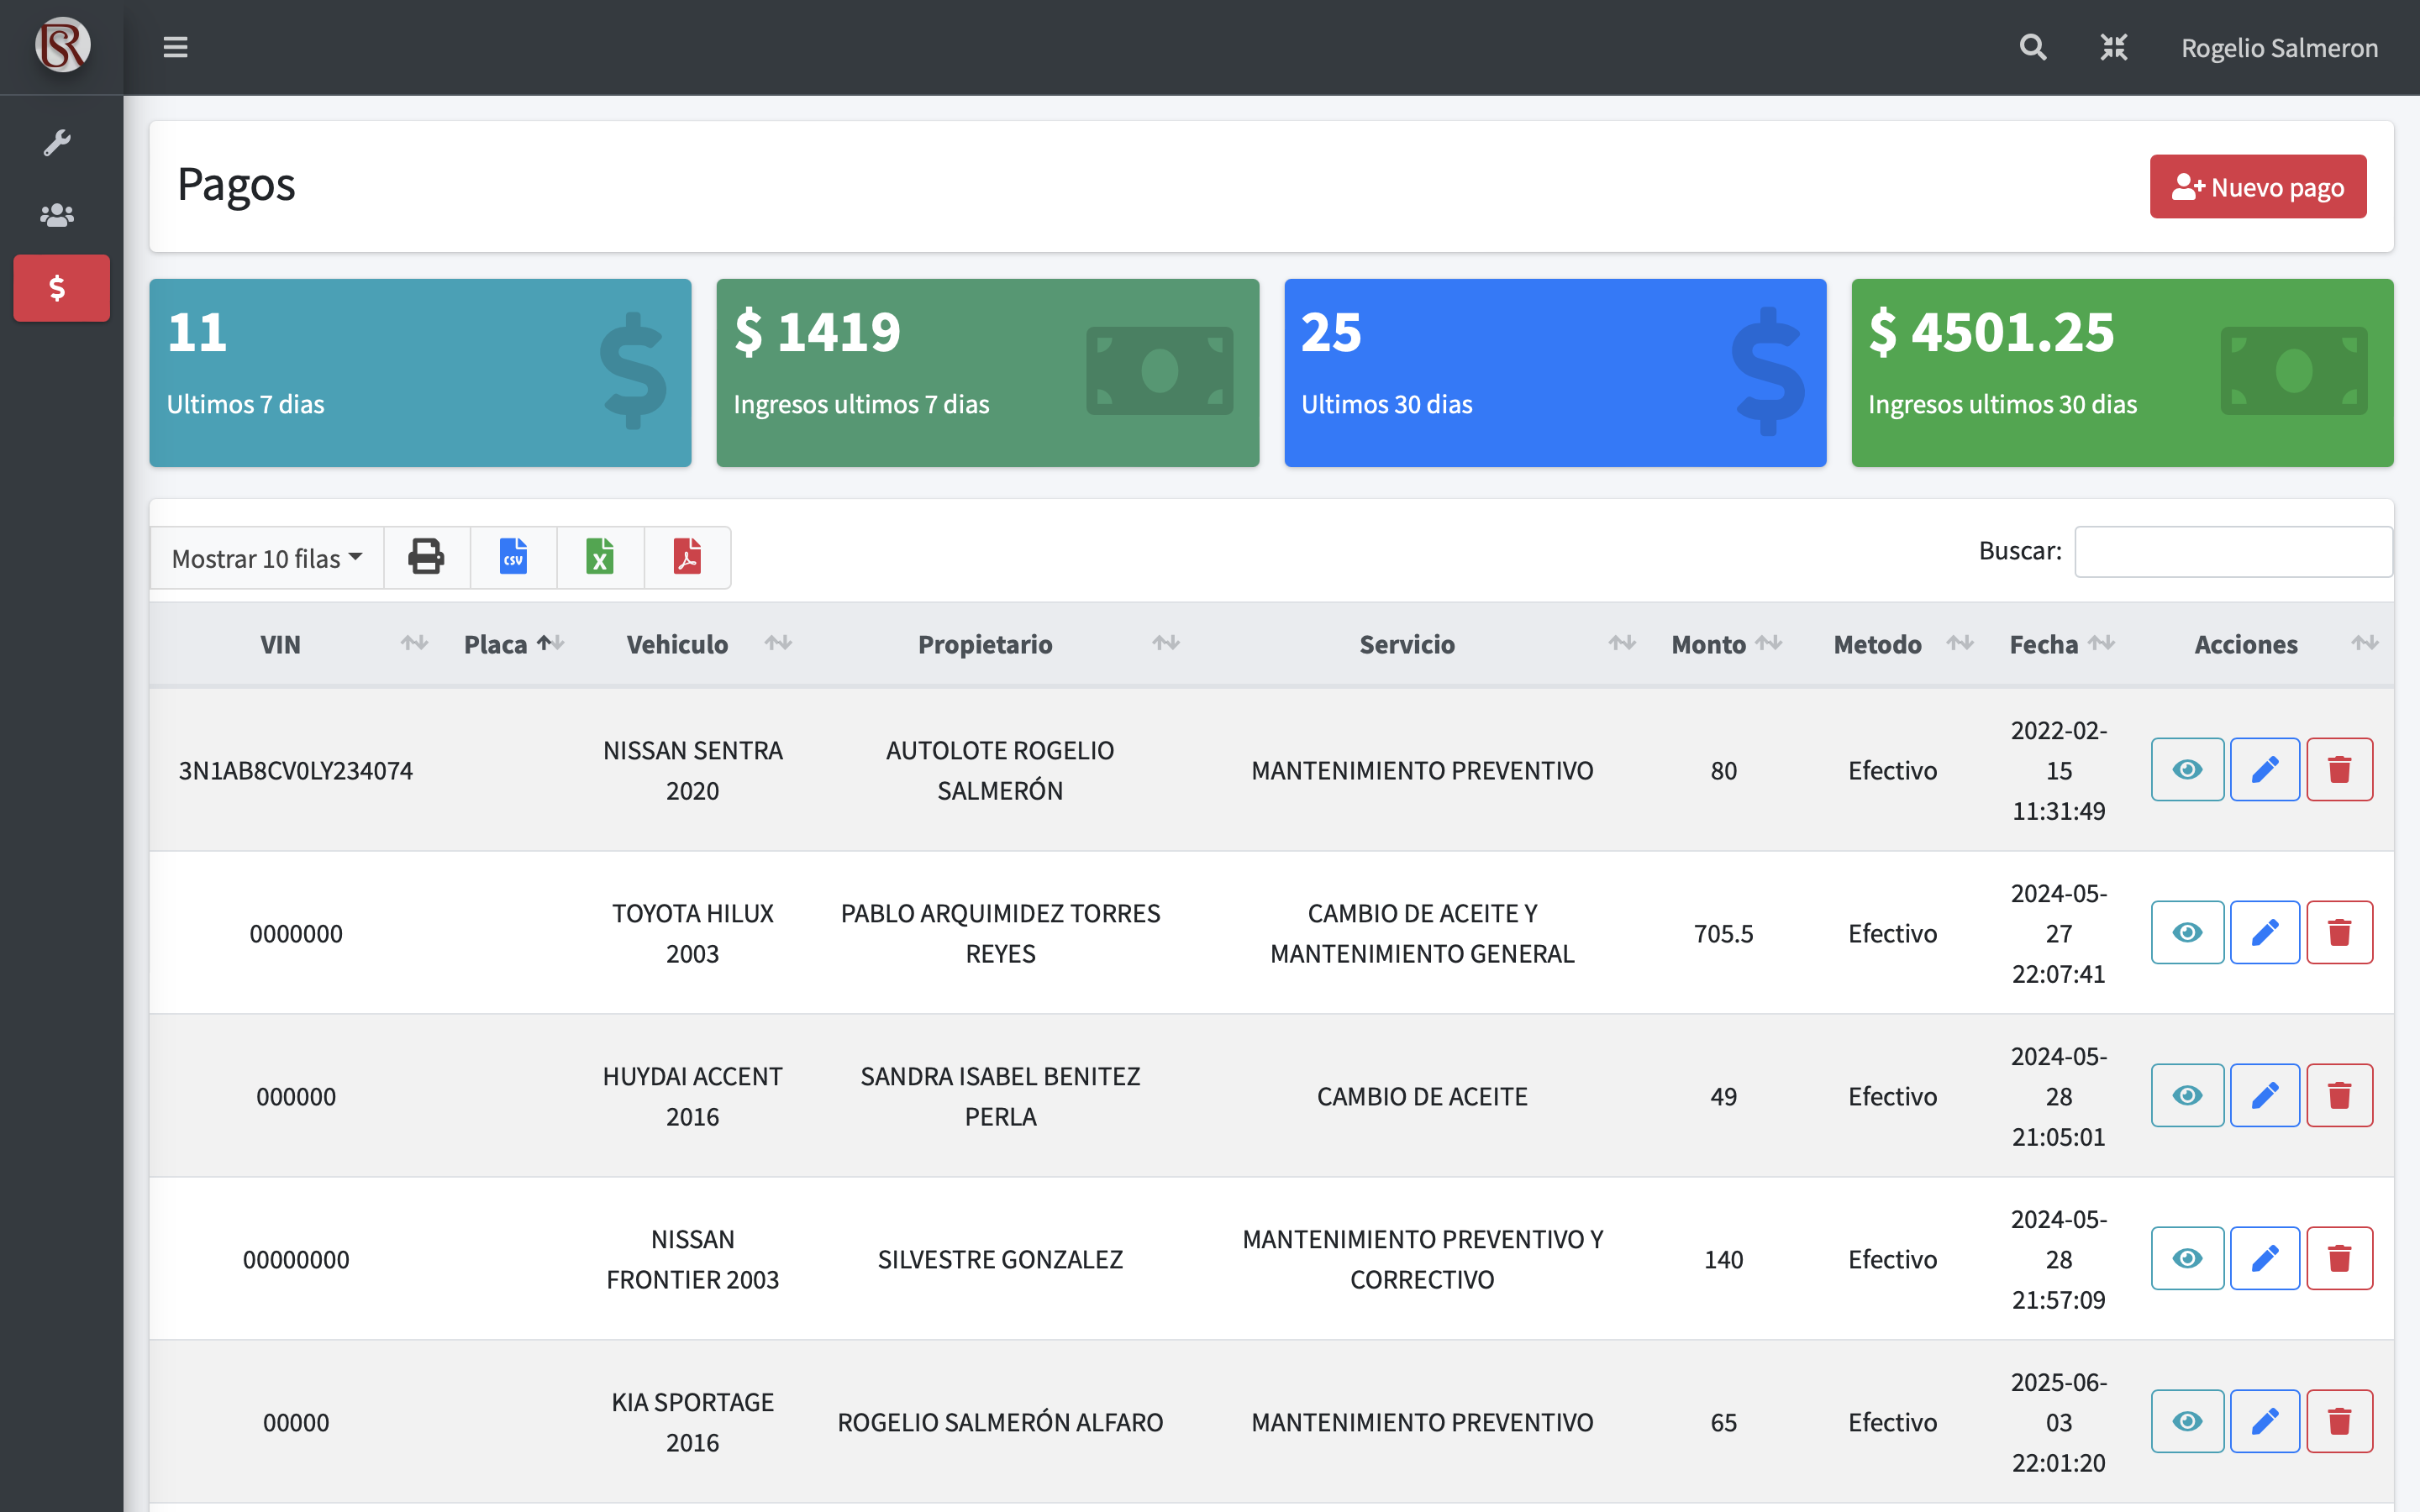 SR
Rogelio Salmeron
Pagos
Nuevo pago
11
Ultimos 7 dias
$ 1419
Ingresos ultimos 7 dias
25
Ultimos 30 dias
$ 4501.25
Ingresos ultimos 30 dias
Mostrar 10 filas
CSV
X
Buscar:
VIN Placa Vehiculo Propietario Servicio Monto Metodo Fecha Acciones
3N1AB8CV0LY234074
NISSAN SENTRA
2020
AUTOLOTE ROGELIO
SALMERÓN
MANTENIMIENTO PREVENTIVO
80
Efectivo
2022-02-
15
11:31:49
0000000
TOYOTA HILUX
2003
PABLO ARQUIMIDEZ TORRES
REYES
CAMBIO DE ACEITE Y
MANTENIMIENTO GENERAL
705.5
Efectivo
2024-05-
27
22:07:41
000000
HUYDAI ACCENT
2016
SANDRA ISABEL BENITEZ
PERLA
CAMBIO DE ACEITE
49
Efectivo
2024-05-
28
21:05:01
00000000
NISSAN
FRONTIER 2003
SILVESTRE GONZALEZ
MANTENIMIENTO PREVENTIVO Y
CORRECTIVO
140
Efectivo
2024-05-
28
21:57:09
00000
KIA SPORTAGE
2016
ROGELIO SALMERÓN ALFARO
MANTENIMIENTO PREVENTIVO
65
Efectivo
2025-06-
03
22:01:20